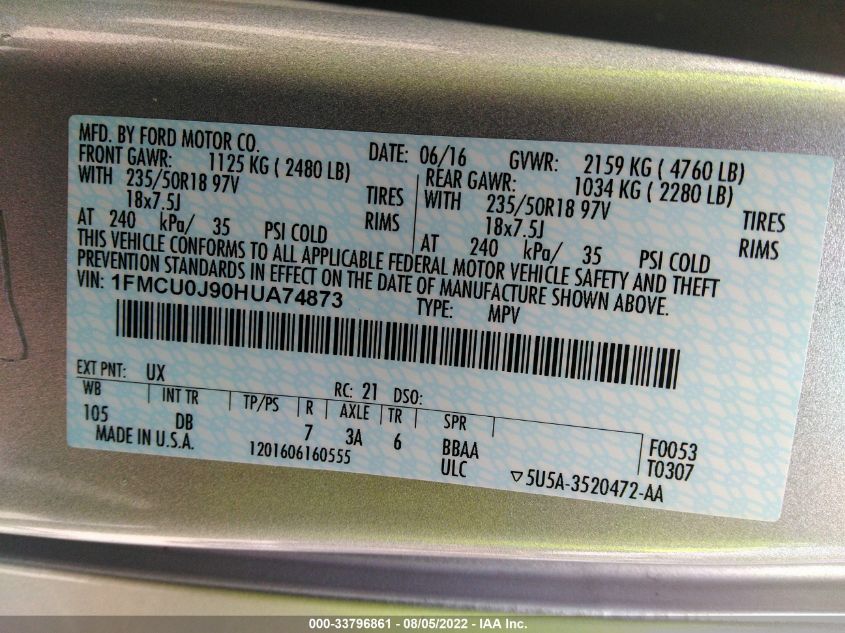 MFD. BY FORD MOTOR CO.
DATE: 06/16 GVWR: 2159 KG ( 4760 LB)
FRONT GAWR: 1125 KG ( 2480 LB) REAR GAWR: 1034 KG ( 2280 LB)
WITH 235/50R18 97V TIRES WITH 235/50R18 97V TIRES
18x7.5J RIMS 18x7.5J RIMS
AT 240 kPa/ 35 PSI COLD AT 240 kPa/ 35 PSI COLD
THIS VEHICLE CONFORMS TO ALL APPLICABLE FEDERAL MOTOR VEHICLE SAFETY AND THEFT
PREVENTION STANDARDS IN EFFECT ON THE DATE OF MANUFACTURE SHOWN ABOVE.
VIN: 1FMCU0J90HUA74873 TYPE: MPV
EXT PNT: UX RC: 21 DSO:
WB INT TR TP/PS R AXLE TR SPR
105 DB 7 3A 6 BBAA F0053
MADE IN U.S.A. 1201606160555 ULC T0307
▽5U5A-3520472-AA
000-33796861 - 08/05/2022 - IAA Inc.